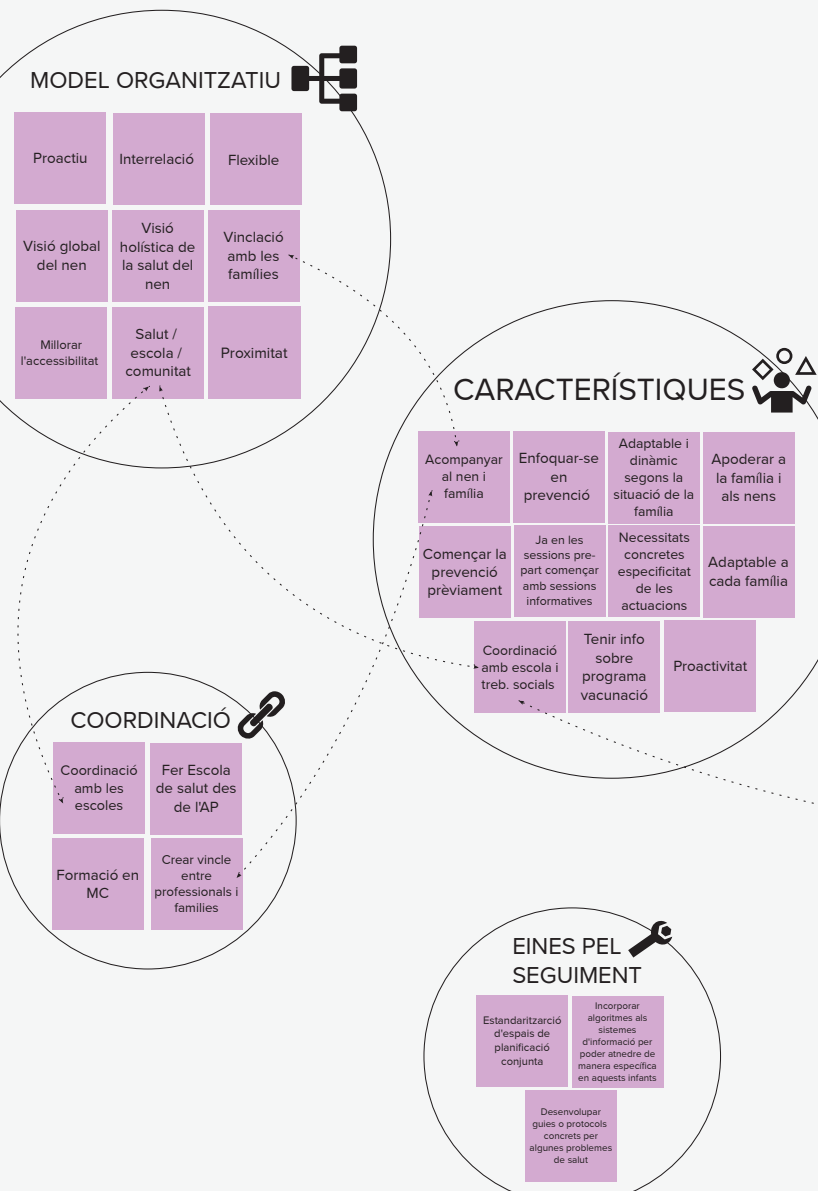 MODEL ORGANITZATIU
Proactiu
Interrelació
Flexible
Visió global
del nen
Visió
holística de
la salut del
nen
Vinclació
amb les
famílies
Millorar
l'accessibilitat
Salut /
escola /
comunitat
Proximitat
CARACTERÍSTIQUES
Acompanyar
al nen i
família
Enfoquar-se
en
prevenció
Adaptable i
dinàmic
segons la
situació de la
família
Apoderar a
la família i
als nens
Començar la
prevenció
prèviament
Ja en les
sessions pre-
part començar
amb sessions
informatives
Necessitats
concretes
especificitat
de les
actuacions
Adaptable a
cada família
Coordinació
amb escola i
treb. socials
Tenir info
sobre
programa
vacunació
Proactivitat
COORDINACIÓ
Coordinació
amb les
escoles
Fer Escola
de salut des
de l'AP
Formació en
MC
Crear vincle
entre
professionals i
families
EINES PEL
SEGUIMENT
Estandaritzarció
d'espais de
planificació
conjunta
Incorporar
algoritmes als
sistemes
d'informació per
poder atnedre de
manera específica
en aquests infants
Desenvolupar
guies o protocols
concrets per
algunes problemes
de salut